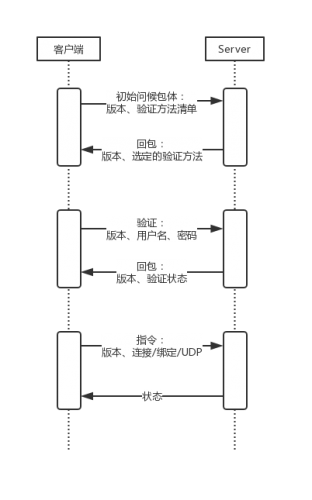 客户端
Server
初始问候包体：
版本、验证方法清单
回包：
版本、选定的验证方法
验证：
版本、用户名、密码
回包：
版本、验证状态
指令：
版本、连接/绑定/UDP
状态